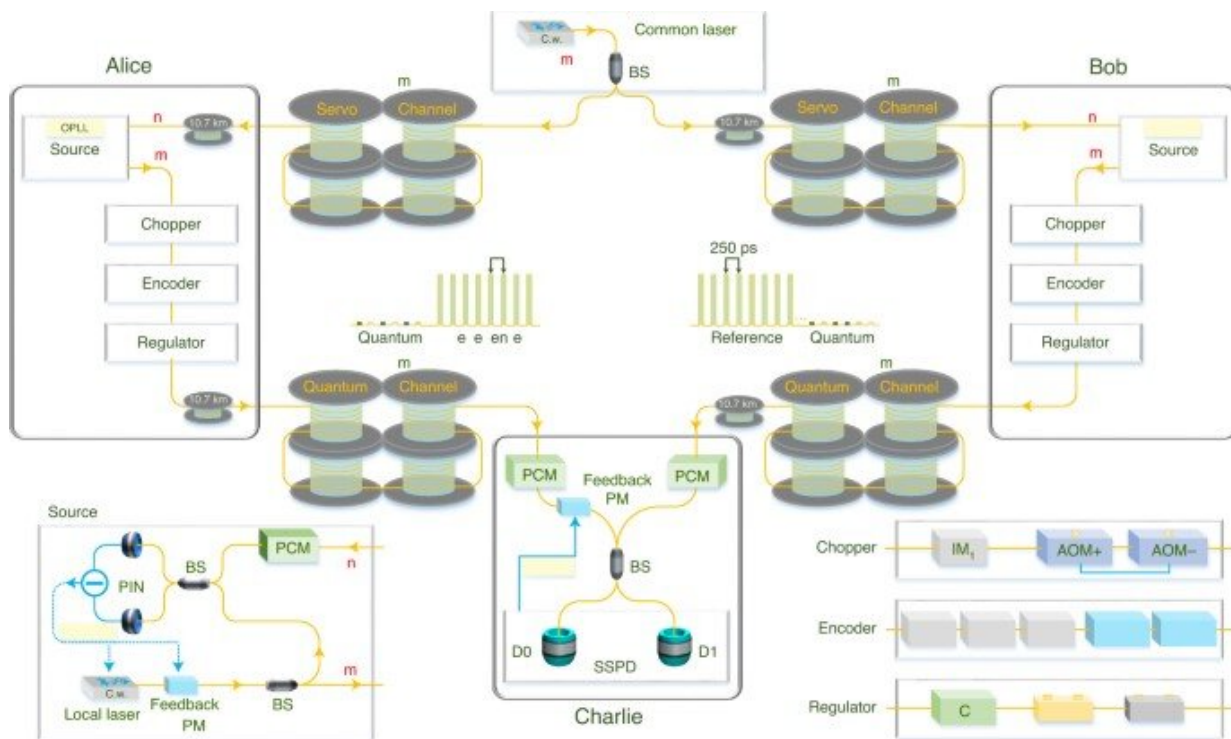 Common laser
C.w.
m
BS
Alice
OPLL
Source
n
m
10.7 km
Chopper
Encoder
Regulator
10.7 km
m
Servo Channel
10.7 km
m
Servo Channel
Bob
n
m
Source
Chopper
Encoder
Regulator
Quantum
e e en e
250 ps
Reference
Quantum
m
Quantum Channel
10.7 km
m
Quantum Channel
PCM
Feedback
PM
PCM
BS
D0
SSPD
D1
Charlie
Source
PIN
BS
PCM
n
C.w.
Local laser
Feedback
PM
BS
m
Chopper
IM1
AOM+
AOM−
Encoder
Regulator
C